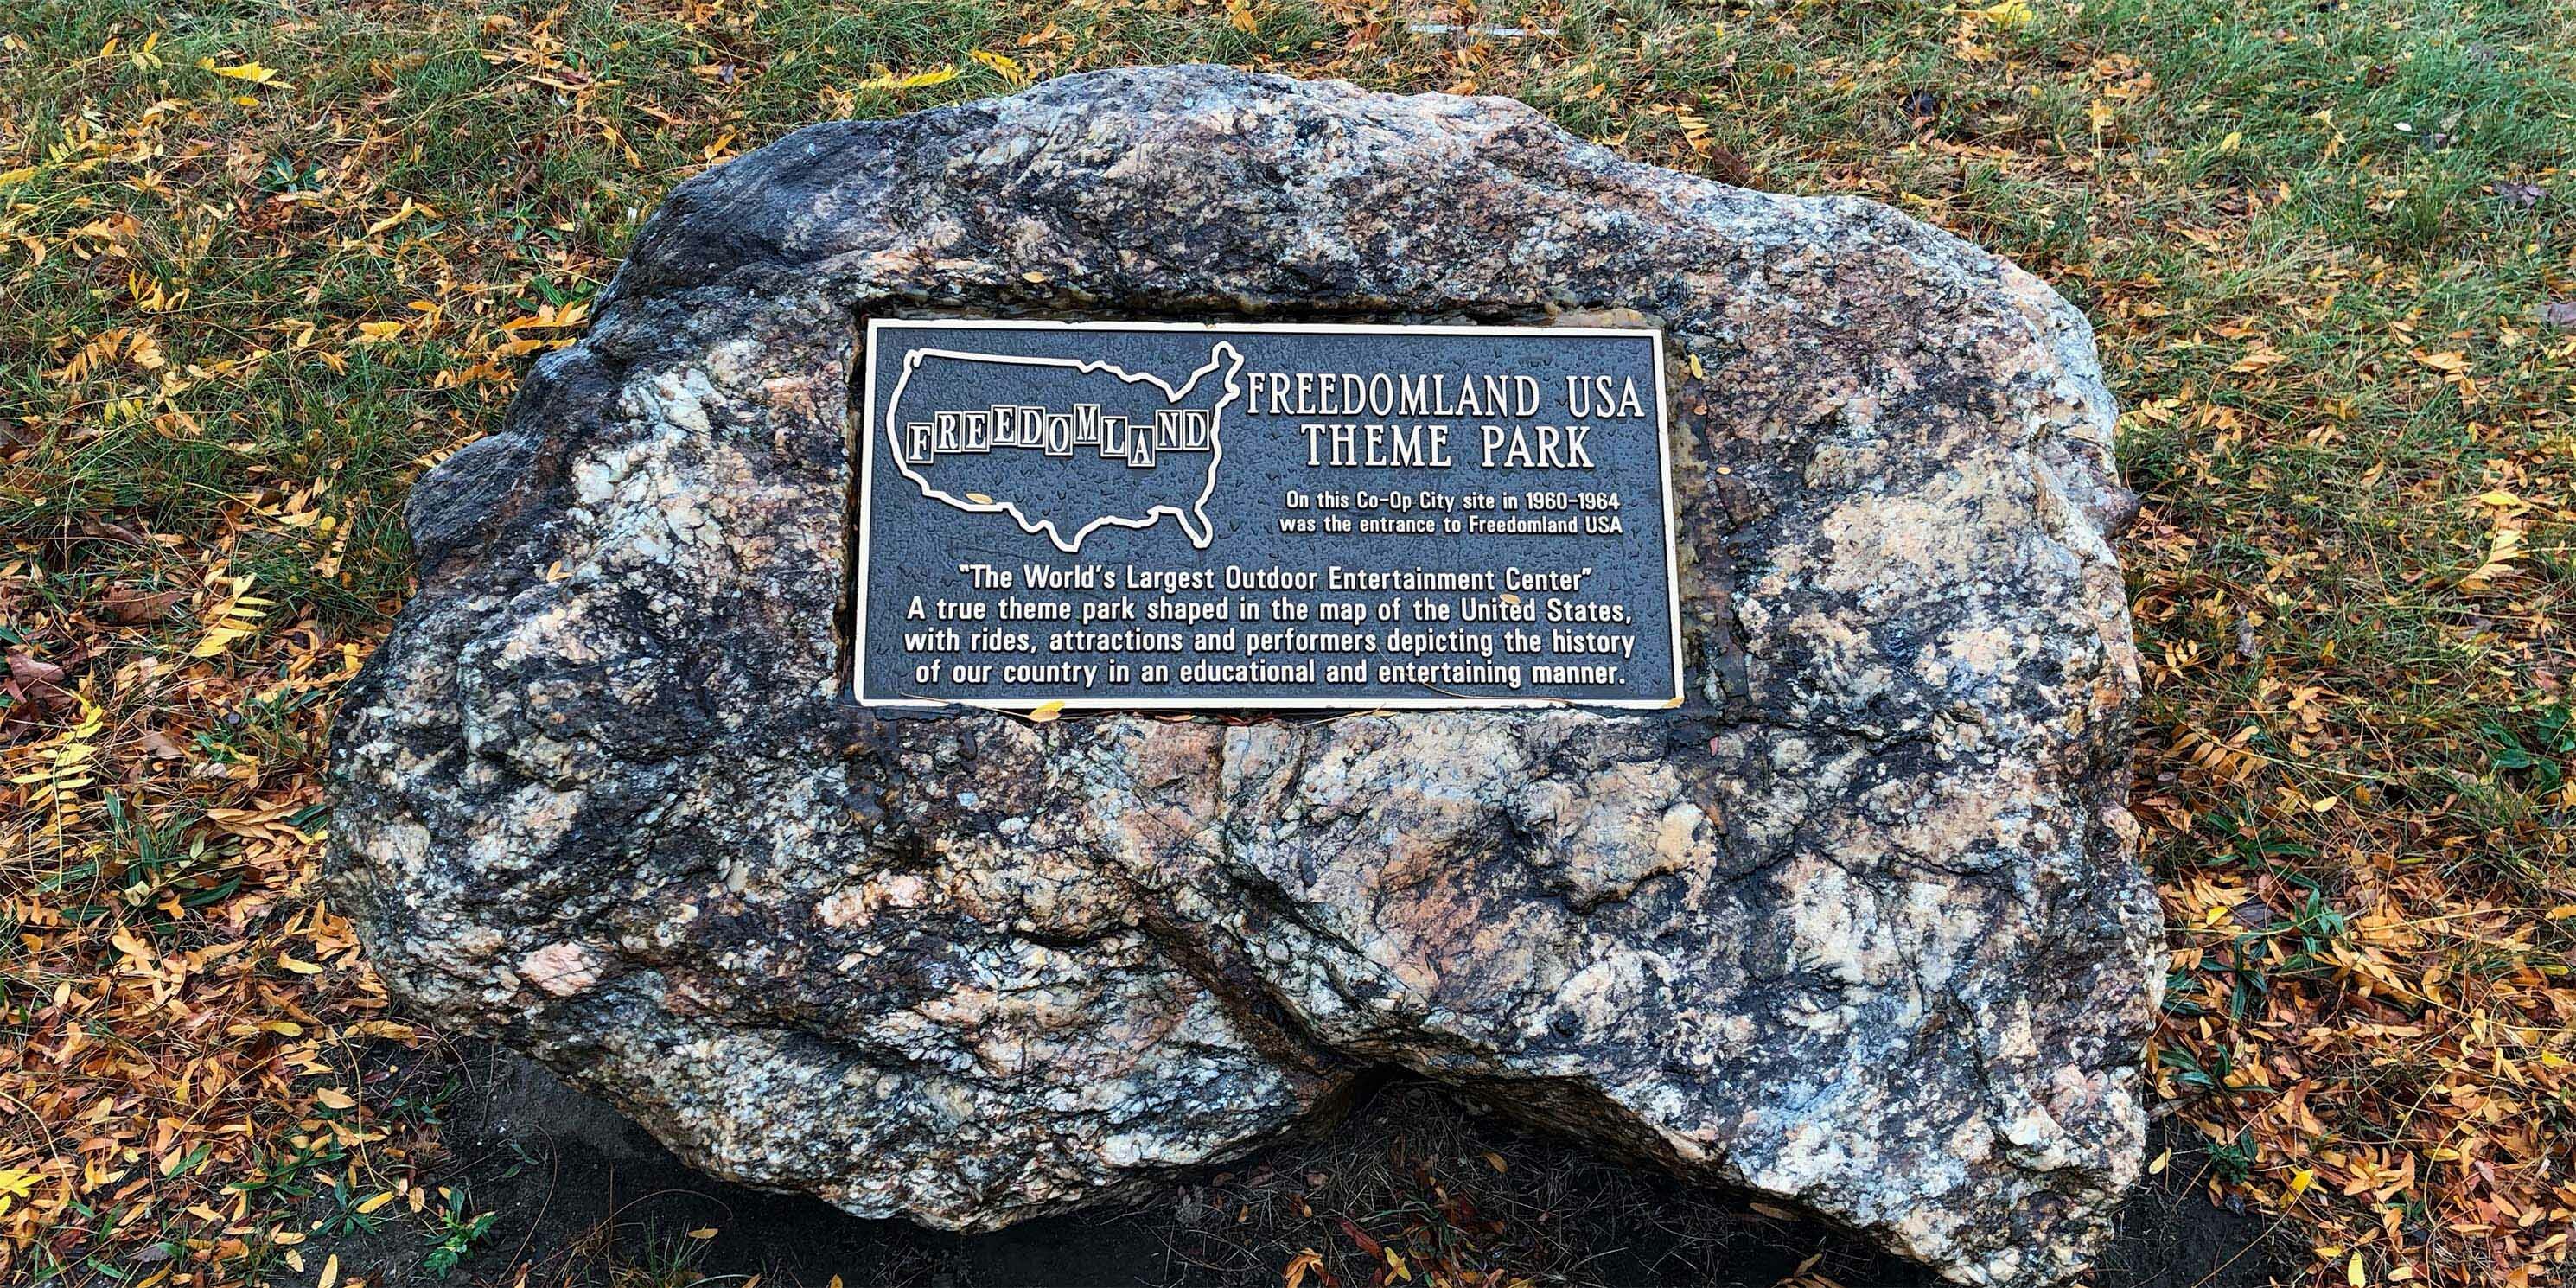 FREEDOMLAND
FREEDOMLAND USA
THEME PARK
On this Co-Op City site in 1960-1964
was the entrance to Freedomland USA
"The World's Largest Outdoor Entertainment Center"
A true theme park shaped in the map of the United States,
with rides, attractions and performers depicting the history
of our country in an educational and entertaining manner.